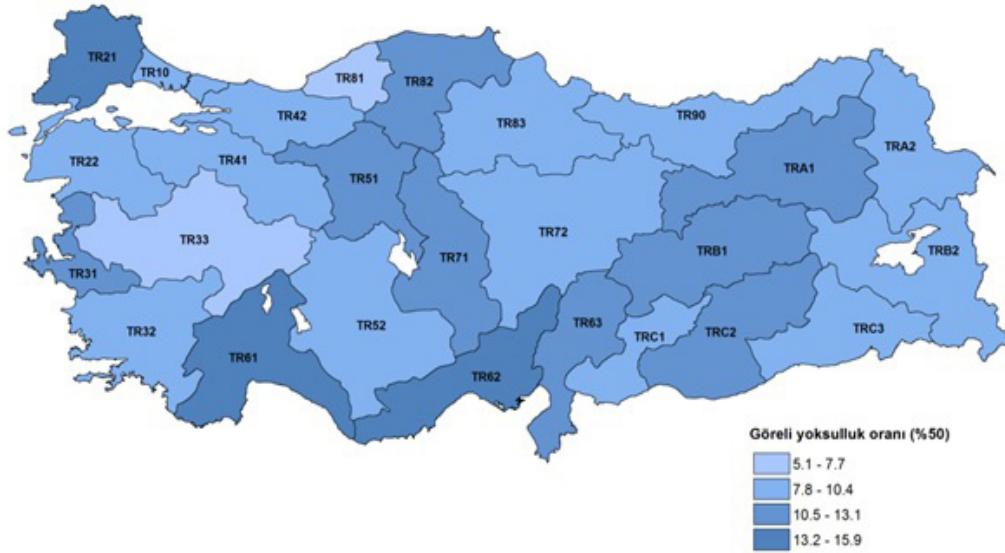 TR21
TR10
TR81
TR82
TR42
TR83
TR90
TRA2
TR22
TR41
TR51
TRA1
TR33
TR72
TR31
TR71
TRB1
TRB2
TR32
TR52
TR63
TRC1
TRC2
TRC3
TR61
TR62
Göreli yoksulluk oranı (%50)
5.1 - 7.7
7.8 - 10.4
10.5 - 13.1
13.2 - 15.9